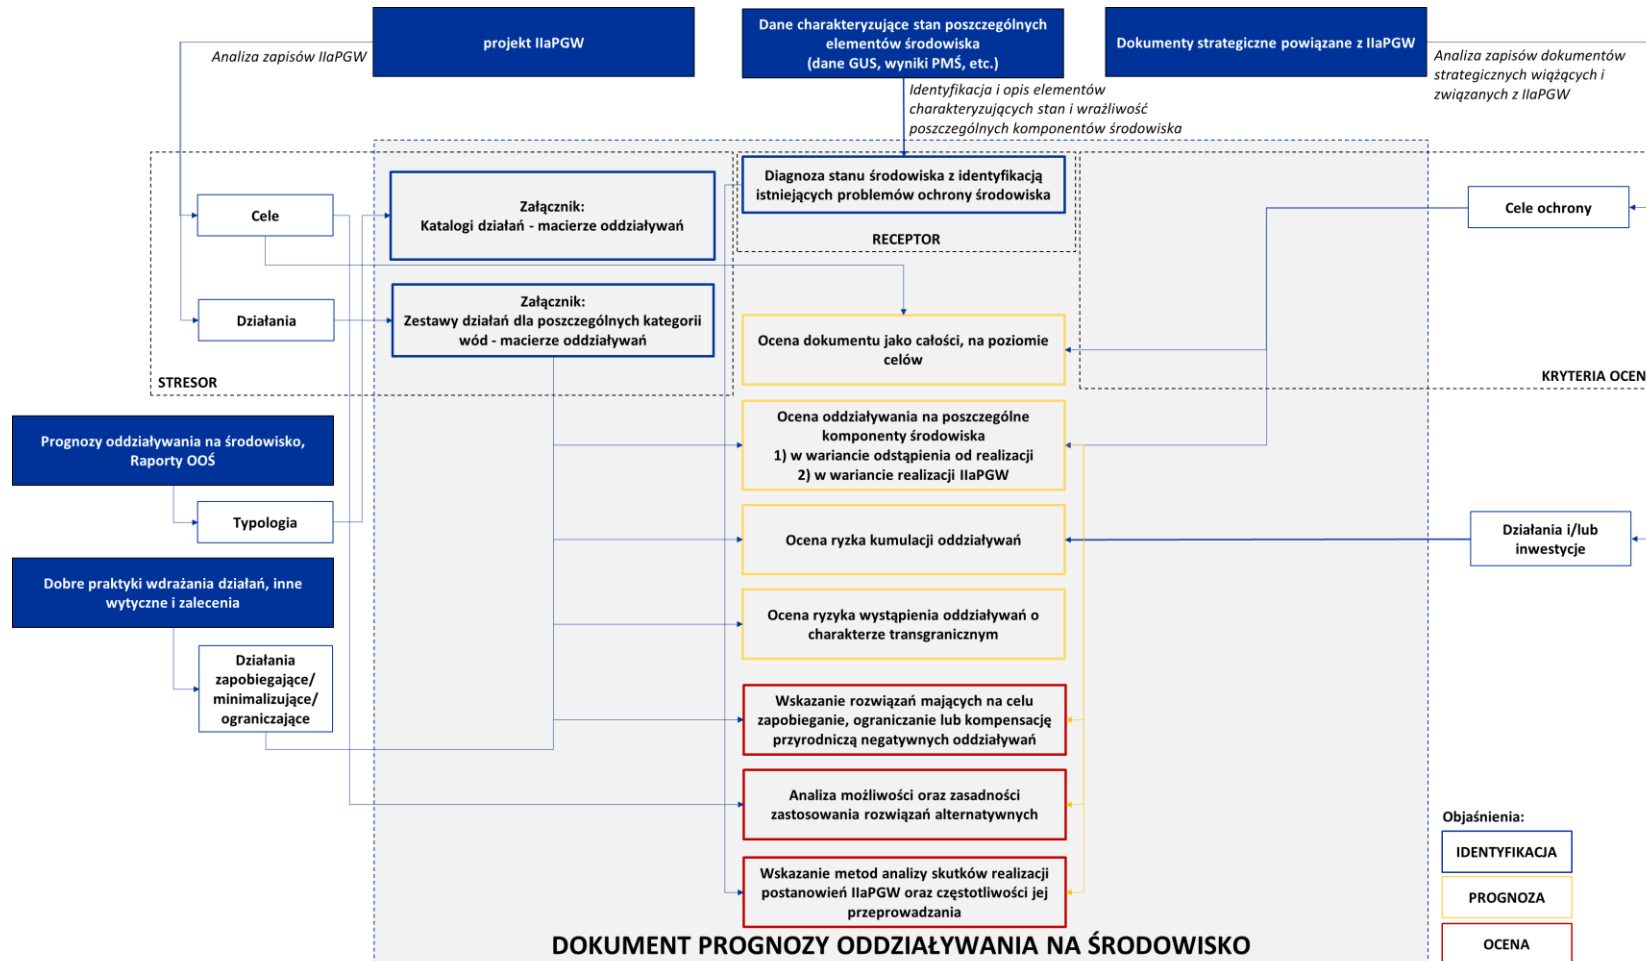 projekt IIaPGW
Dane charakteryzujące stan poszczególnych
elementów środowiska
(dane GUS, wyniki PMŚ, etc.)
Dokumenty strategiczne powiązane z IIaPGW
Analiza zapisów IIaPGW
Analiza zapisów dokumentów
strategicznych wiążących i
związanych z IIaPGW
Identyfikacja i opis elementów
charakteryzujących stan i wrażliwość
poszczególnych komponentów środowiska
Cele
Załącznik:
Katalogi działań - macierze oddziaływań
Diagnoza stanu środowiska z identyfikacją
istniejących problemów ochrony środowiska
RECEPTOR
Cele ochrony
Działania
Załącznik:
Zestawy działań dla poszczególnych kategorii
wód - macierze oddziaływań
Ocena dokumentu jako całości, na poziomie
celów
STRESOR
KRYTERIA OCEN
Prognozy oddziaływania na środowisko,
Raporty OOŚ
Ocena oddziaływania na poszczególne
komponenty środowiska
1) w wariancie odstąpienia od realizacji
2) w wariancie realizacji IIaPGW
Typologia
Ocena ryzka kumulacji oddziaływań
Działania i/lub
inwestycje
Dobre praktyki wdrażania działań, inne
wytyczne i zalecenia
Ocena ryzyka wystąpienia oddziaływań o
charakterze transgranicznym
Działania
zapobiegające/
minimalizujące/
ograniczające
Wskazanie rozwiązań mających na celu
zapobieganie, ograniczanie lub kompensację
przyrodniczą negatywnych oddziaływań
Analiza możliwości oraz zasadności
zastosowania rozwiązań alternatywnych
Wskazanie metod analizy skutków realizacji
postanowień IIaPGW oraz częstotliwości jej
przeprowadzania
Objaśnienia:
IDENTYFIKACJA
PROGNOZA
OCENA
DOKUMENT PROGNOZY ODDZIAŁYWANIA NA ŚRODOWISKO